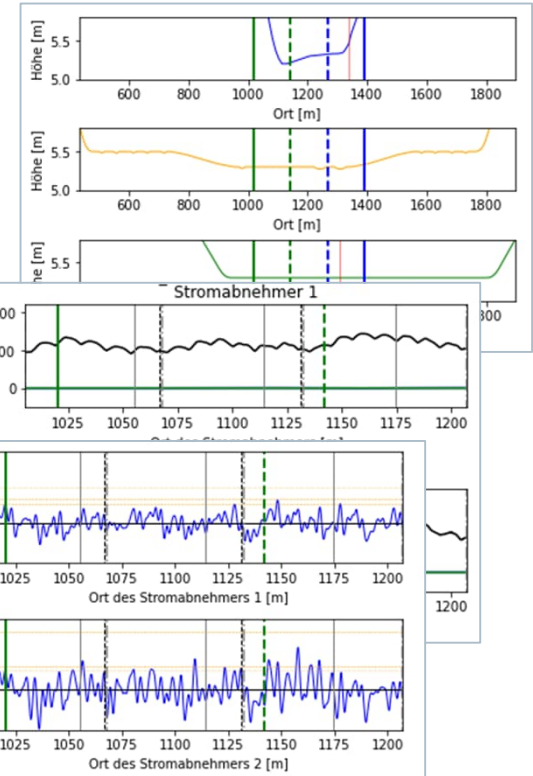 Höhe [m]
5.5
5.0
600 800 1000 1200 1400 1600 1800
Ort [m]
Höhe [m]
5.5
5.0
600 800 1000 1200 1400 1600 1800
Ort [m]
he [m]
5.5
Stromabnehmer 1
00
00
0
1025 1050 1075 1100 1125 1150 1175 1200
1025 1050 1075 1100 1125 1150 1175 1200
Ort des Stromabnehmers 1 [m]
1200
1025 1050 1075 1100 1125 1150 1175 1200
Ort des Stromabnehmers 2 [m]